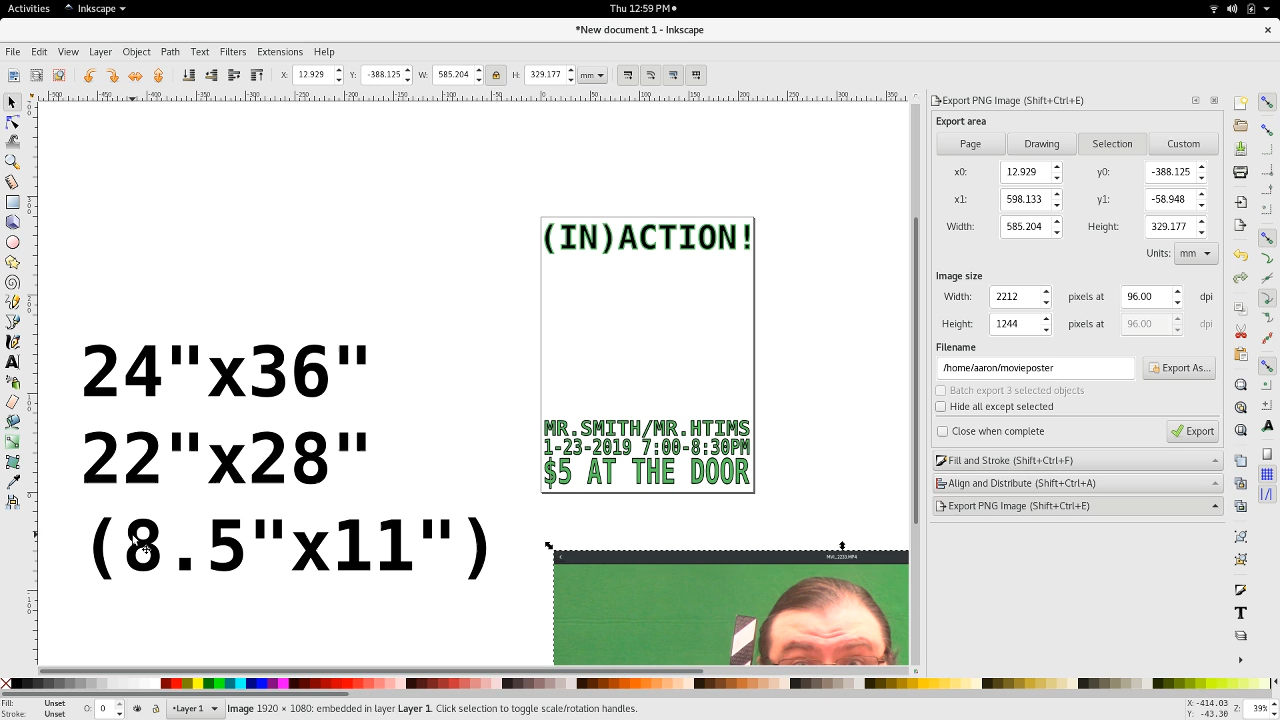 Activities Inkscape Thu 12:59 PM
*New document 1 - Inkscape
File Edit View Layer Object Path Text Filters Extensions Help
X: 12.929 Y: -388.125 W: 585.204 H: 329.177 mm
Export PNG Image (Shift+Ctrl+E)
Export area
Page Drawing Selection Custom
x0: 12.929 y0: -388.125
x1: 598.133 y1: -58.948
Width: 585.204 Height: 329.177
Units: mm
Image size
Width: 2212 pixels at 96.00 dpi
Height: 1244 pixels at 96.00 dpi
Filename
/home/aaron/movieposter Export As...
Batch export 3 selected objects
Hide all except selected
Close when complete Export
Fill and Stroke (Shift+Ctrl+F)
Align and Distribute (Shift+Ctrl+A)
Export PNG Image (Shift+Ctrl+E)
(IN)ACTION!
MR.SMITH/MR.HTIMS
1-23-2019 7:00-8:30PM
$5 AT THE DOOR
24"x36"
22"x28"
(8.5"x11")
Fill: Unset
Stroke: Unset
O: 0
•Layer 1
Image 1920 × 1080: embedded in layer Layer 1. Click selection to toggle scale/rotation handles.
X: -414.03
Y: -43.30
Z: 39%